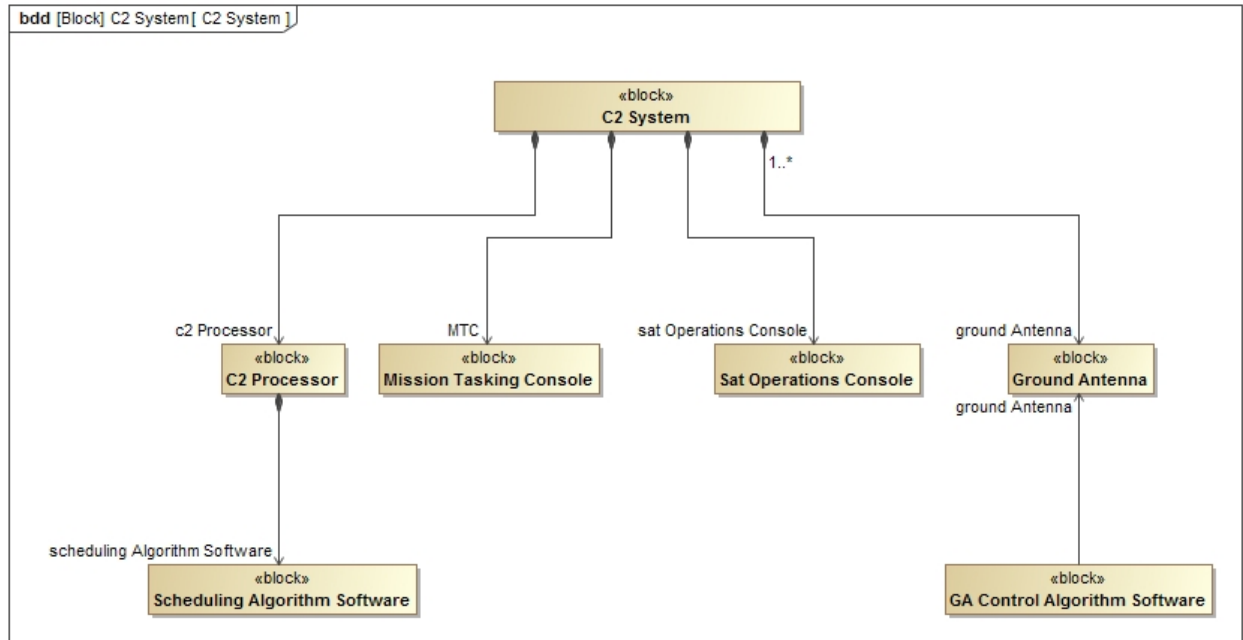 bdd [Block] C2 System[ C2 System ]
«block»
C2 System
1..*
c2 Processor
MTC
sat Operations Console
ground Antenna
«block»
C2 Processor
«block»
Mission Tasking Console
«block»
Sat Operations Console
«block»
Ground Antenna
ground Antenna
scheduling Algorithm Software
«block»
Scheduling Algorithm Software
«block»
GA Control Algorithm Software